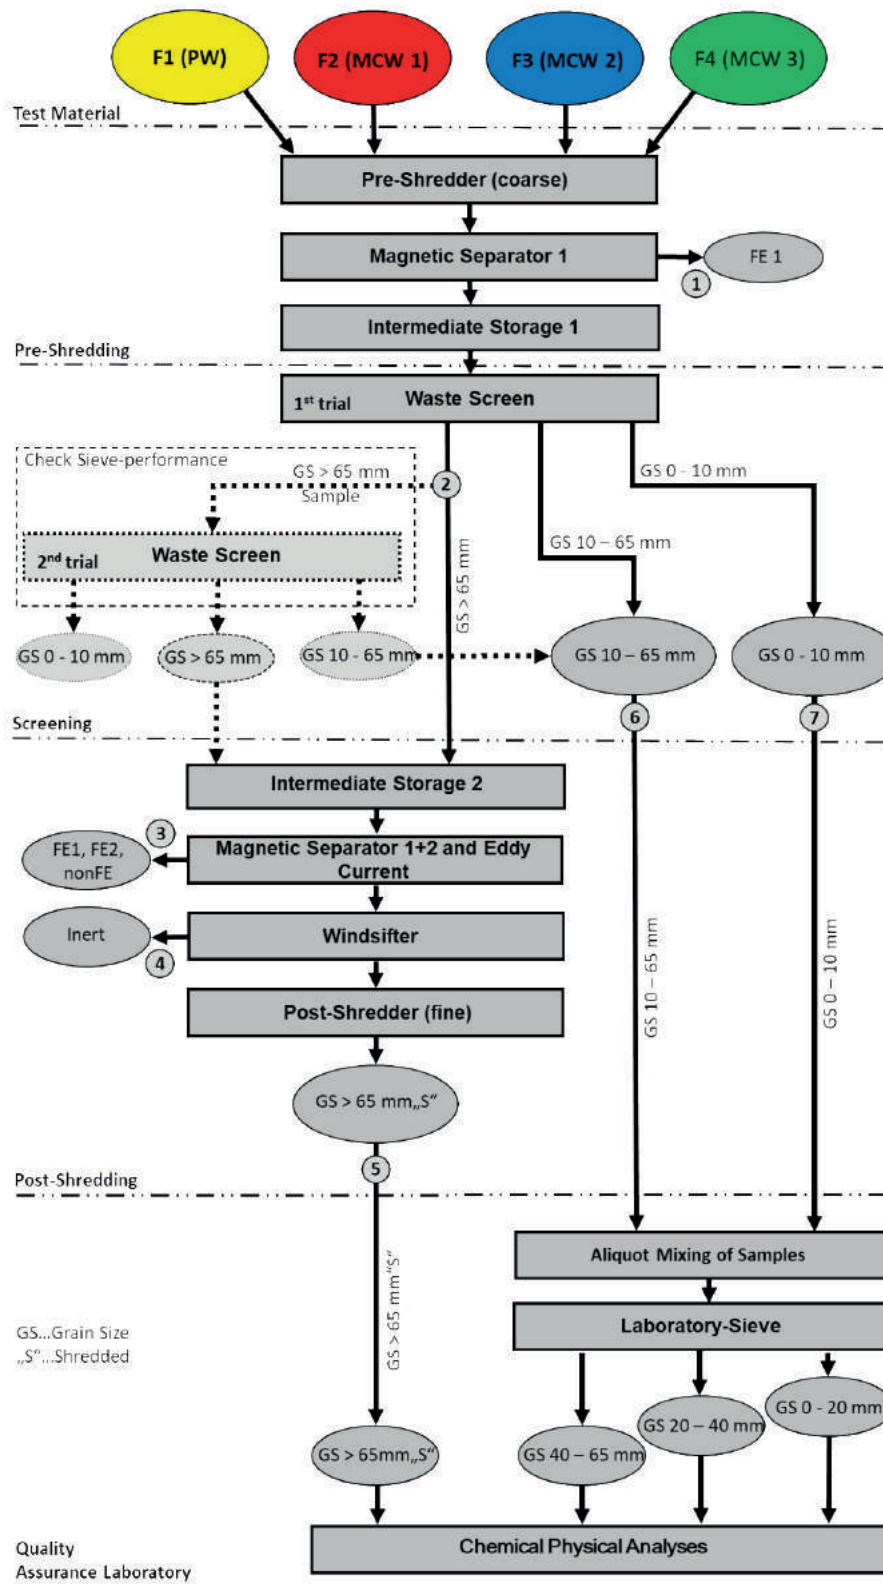 F1 (PW)
F2 (MCW 1)
F3 (MCW 2)
F4 (MCW 3)
Test Material
Pre-Shredder (coarse)
Magnetic Separator 1
FE 1
1
Intermediate Storage 1
Pre-Shredding
1st trial
Waste Screen
Check Sieve-performance
GS > 65 mm
Sample
2
GS 0 - 10 mm
GS 10 – 65 mm
GS > 65 mm
2nd trial
Waste Screen
GS 0 - 10 mm
GS > 65 mm
GS 10 - 65 mm
GS 10 – 65 mm
GS 0 - 10 mm
6
7
Screening
Intermediate Storage 2
3
FE1, FE2,
nonFE
Magnetic Separator 1+2 and Eddy
Current
Inert
4
Windsifter
GS 10 – 65 mm
GS 0 – 10 mm
Post-Shredder (fine)
GS > 65 mm„S“
5
Post-Shredding
Aliquot Mixing of Samples
GS > 65 mm“S“
GS...Grain Size
„S“...Shredded
Laboratory-Sieve
GS > 65mm„S“
GS 40 – 65 mm
GS 20 – 40 mm
GS 0 - 20 mm
Chemical Physical Analyses
Quality
Assurance Laboratory